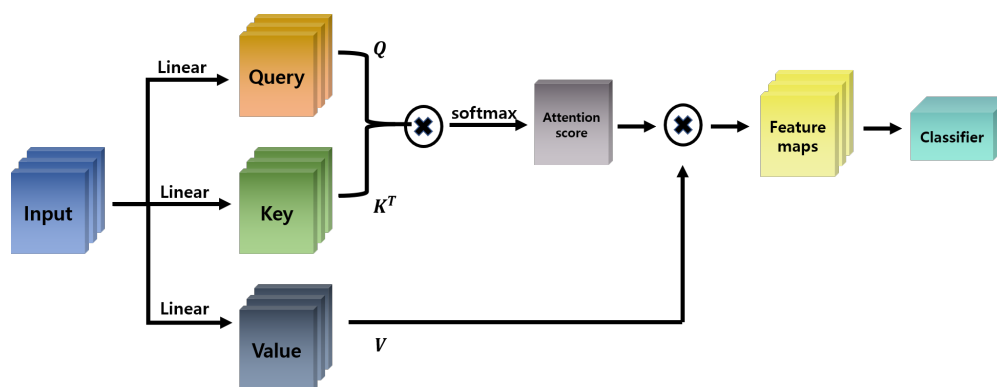 Input
Linear
Query
Linear
Key
Linear
Value
Q
K^T
V
softmax
Attention
score
Feature
maps
Classifier